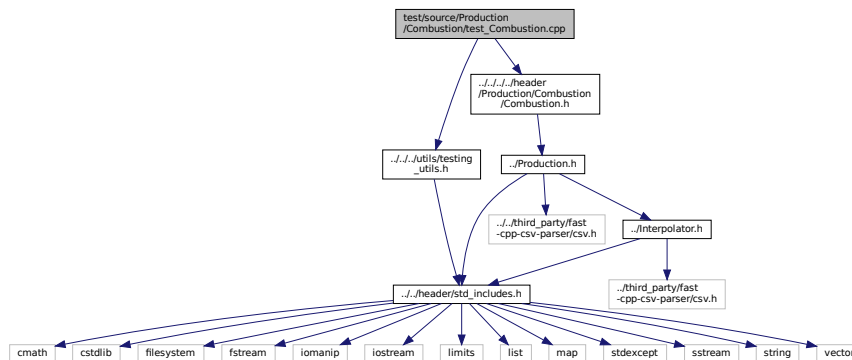 test/source/Production
/Combustion/test_Combustion.cpp
../../../../header
/Production/Combustion
/Combustion.h
../../../utils/testing
_utils.h
../Production.h
../../third_party/fast
-cpp-csv-parser/csv.h
../Interpolator.h
../../header/std_includes.h
../third_party/fast
-cpp-csv-parser/csv.h
cmath
cstdlib
filesystem
fstream
iomanip
iostream
limits
list
map
stdexcept
sstream
string
vector